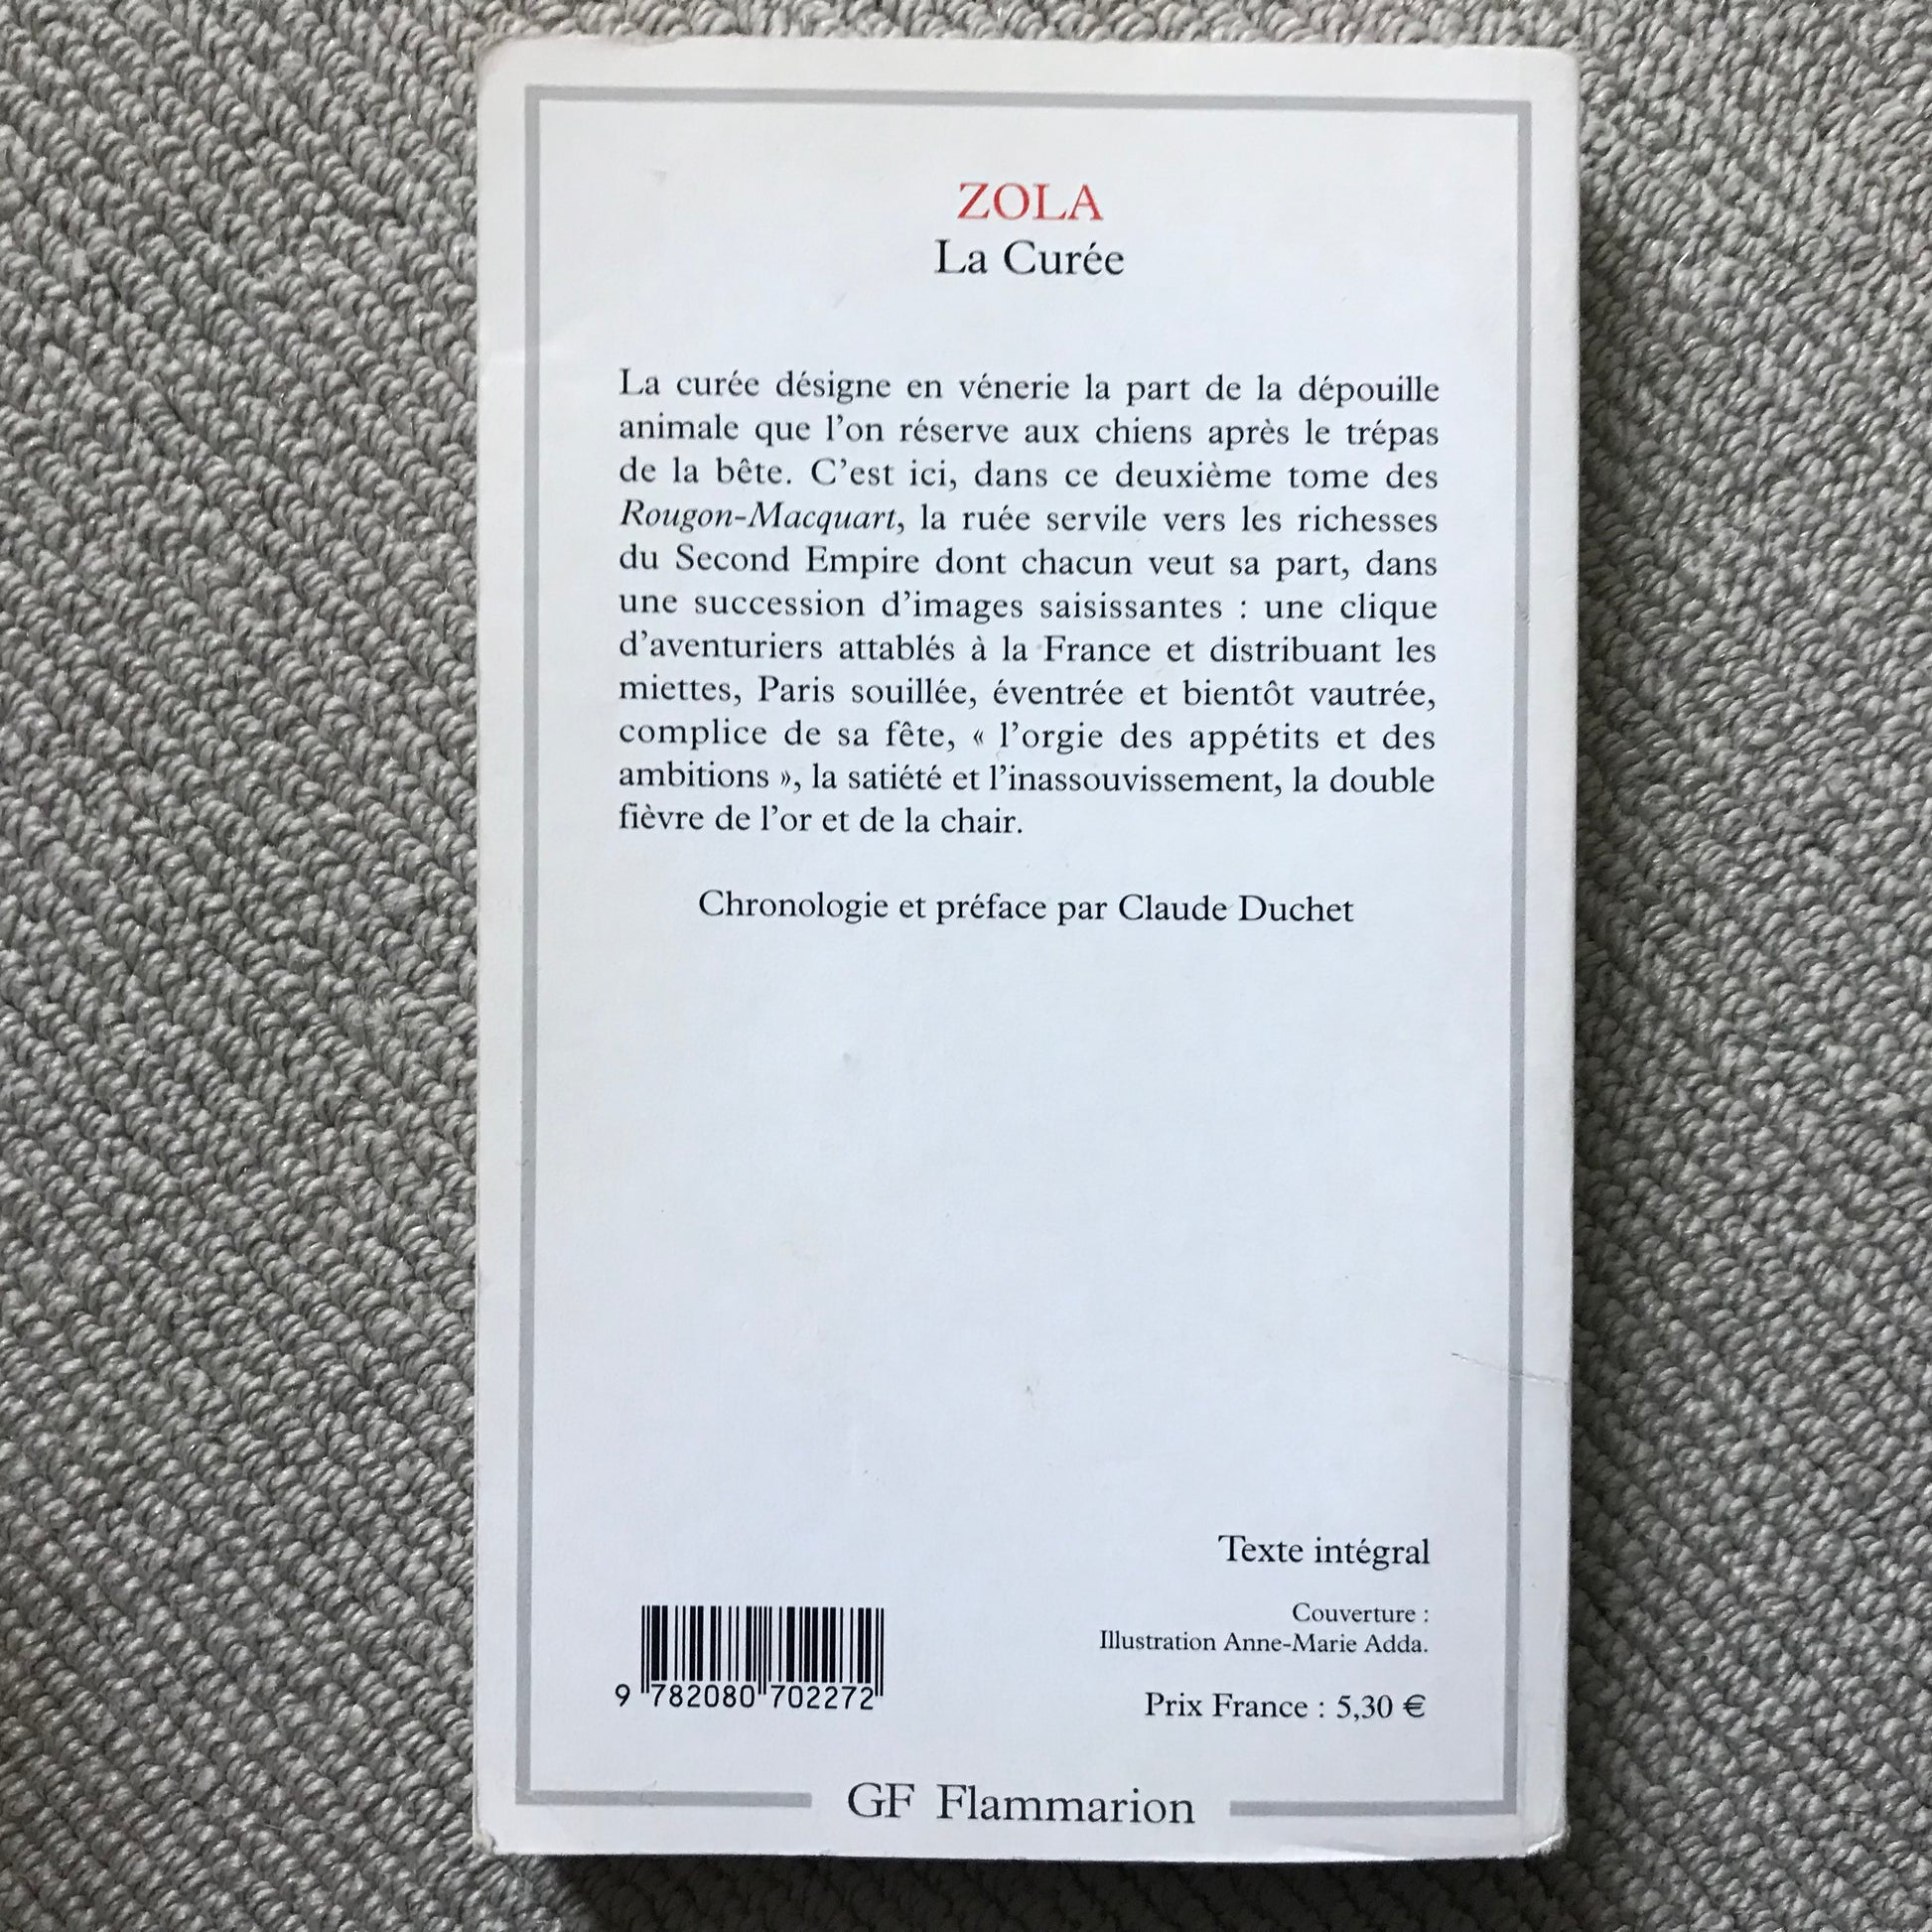 ZOLA
La Curée
La curée désigne en vénerie la part de la dépouille
animale que l'on réserve aux chiens après le trépas
de la bête. C'est ici, dans ce deuxième tome des
Rougon-Macquart, la ruée servile vers les richesses
du Second Empire dont chacun veut sa part, dans
une succession d'images saisissantes : une clique
d'aventuriers attablés à la France et distribuant les
miettes, Paris souillée, éventrée et bientôt vautrée,
complice de sa fête, « l'orgie des appétits et des
ambitions », la satiété et l'inassouvissement, la double
fièvre de l'or et de la chair.
Chronologie et préface par Claude Duchet
Texte intégral
Couverture :
Illustration Anne-Marie Adda.
9 782080 702272
Prix France : 5,30 €
GF Flammarion